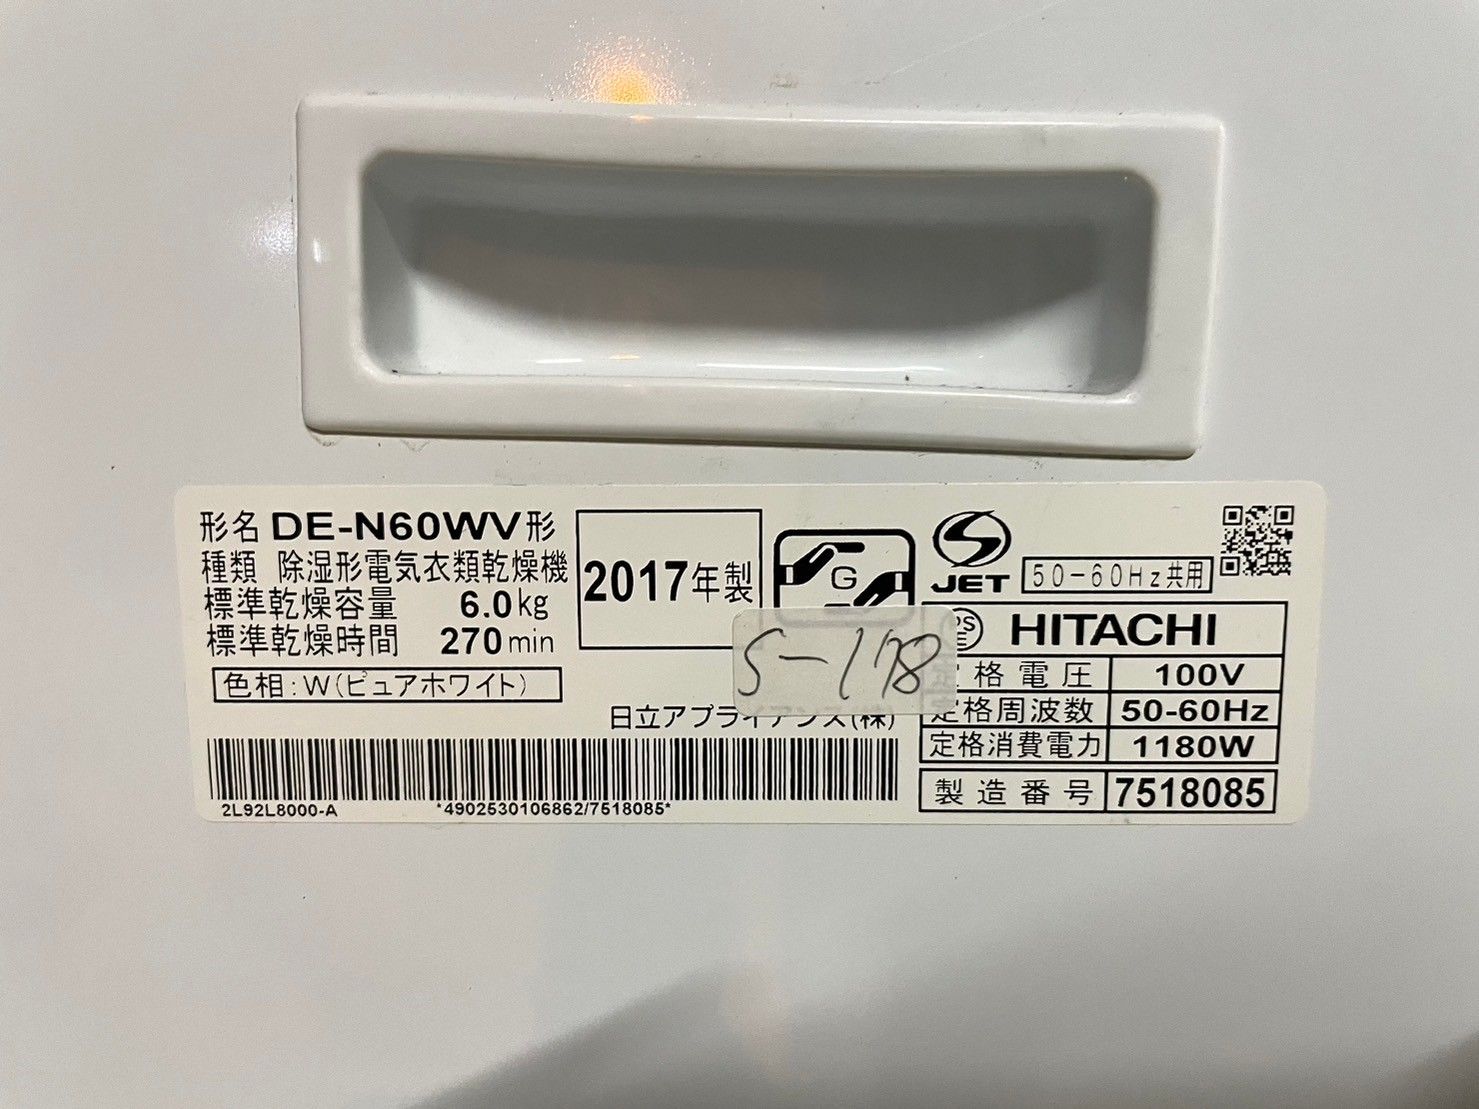 形名 DE-N60WV形
種類 除湿形電気衣類乾燥機
標準乾燥容量 6.0kg
標準乾燥時間 270min
色相:W(ピュアホワイト)
2017年製
G
JET
50-60Hz共用
S-178
HITACHI
格電圧 100V
定格周波数 50-60Hz
定格消費電力 1180W
製造番号 7518085
日立アプライアンス(株)
2L92L8000-A
*4902530106862/7518085*